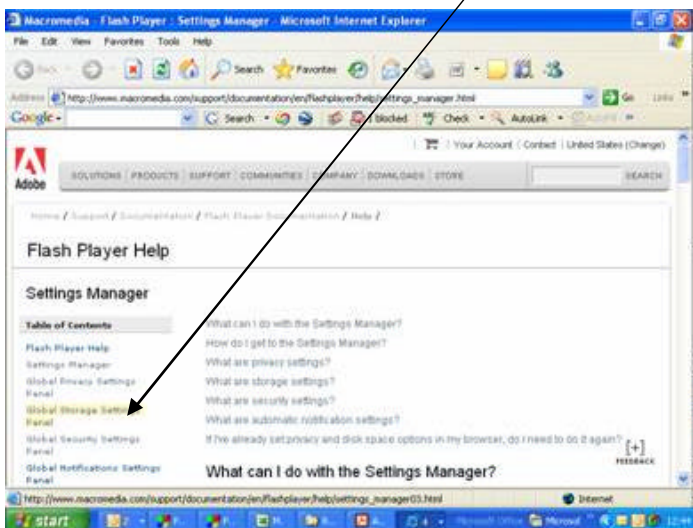 Macromedia - Flash Player : Settings Manager - Microsoft Internet Explorer
File Edit View Favorites Tools Help
Back Search Favorites
Address http://www.macromedia.com/support/documentation/en/flashplayer/help/settings_manager.html Go Links »
Google - Search blocked Check AutoLink
Your Account | Contact | United States (Change)
Adobe
SOLUTIONS PRODUCTS SUPPORT COMMUNITIES COMPANY DOWNLOADS STORE SEARCH
Home / Support / Documentation / Flash Player Documentation / Help /
Flash Player Help
Settings Manager
Table of Contents
Flash Player Help
Settings Manager
Global Privacy Settings
Panel
Global Storage Settings
Panel
Global Security Settings
Panel
Global Notifications Settings
Panel
What can I do with the Settings Manager?
How do I get to the Settings Manager?
What are privacy settings?
What are storage settings?
What are security settings?
What are automatic notification settings?
If I've already set privacy and disk space options in my browser, do I need to do it again?
[+]
FEEDBACK
What can I do with the Settings Manager?
http://www.macromedia.com/support/documentation/en/flashplayer/help/settings_manager03.html Internet
start